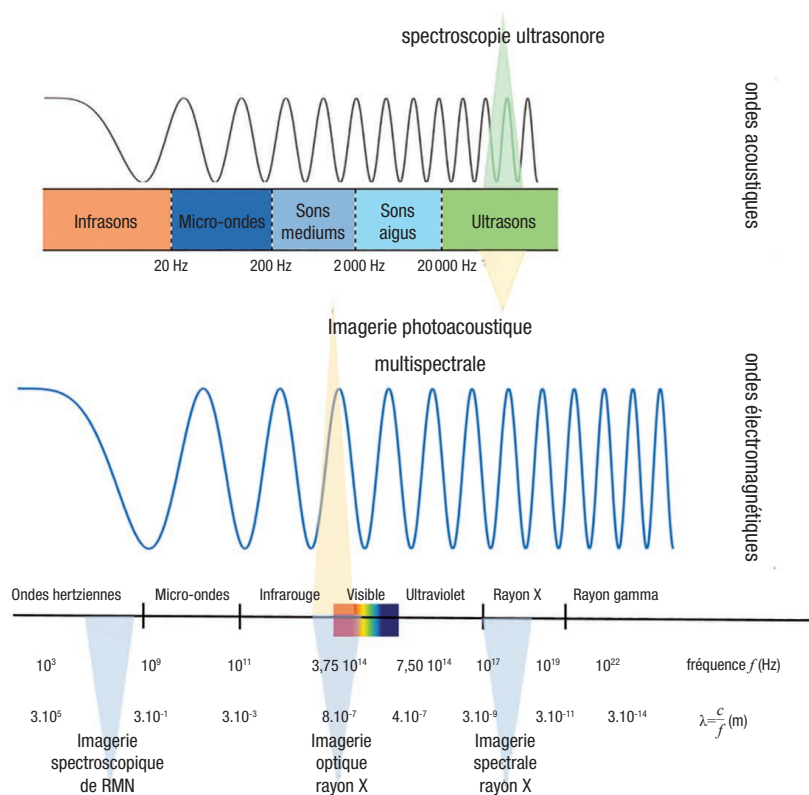 spectroscopie ultrasonore
ondes acoustiques
Infrasons Micro-ondes Sons mediums Sons aigus Ultrasons
20 Hz 200 Hz 2 000 Hz 20 000 Hz
Imagerie photoacoustique
multispectrale
ondes électromagnétiques
Ondes hertziennes Micro-ondes Infrarouge Visible Ultraviolet Rayon X Rayon gamma
10³ 10⁹ 10¹¹ 3,75 10¹⁴ 7,50 10¹⁴ 10¹⁷ 10¹⁹ 10²² fréquence f (Hz)
3.10⁵ 3.10⁻¹ 3.10⁻³ 8.10⁻⁷ 4.10⁻⁷ 3.10⁻⁹ 3.10⁻¹¹ 3.10⁻¹⁴ λ=c/f (m)
Imagerie
spectroscopique
de RMN
Imagerie
optique
rayon X
Imagerie
spectrale
rayon X